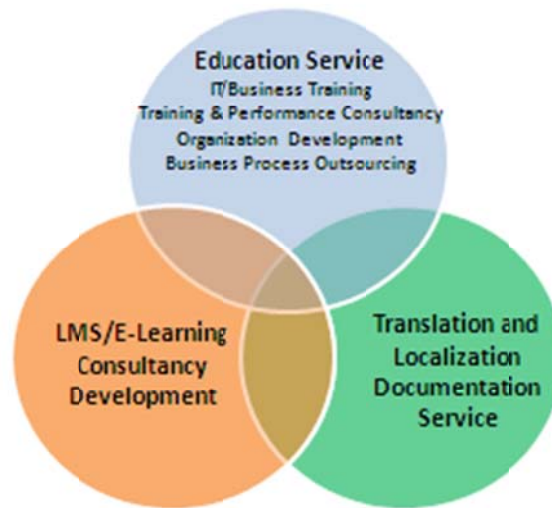 Education Service
IT/Business Training
Training & Performance Consultancy
Organization Development
Business Process Outsourcing
LMS/E-Learning
Consultancy
Development
Translation and
Localization
Documentation
Service